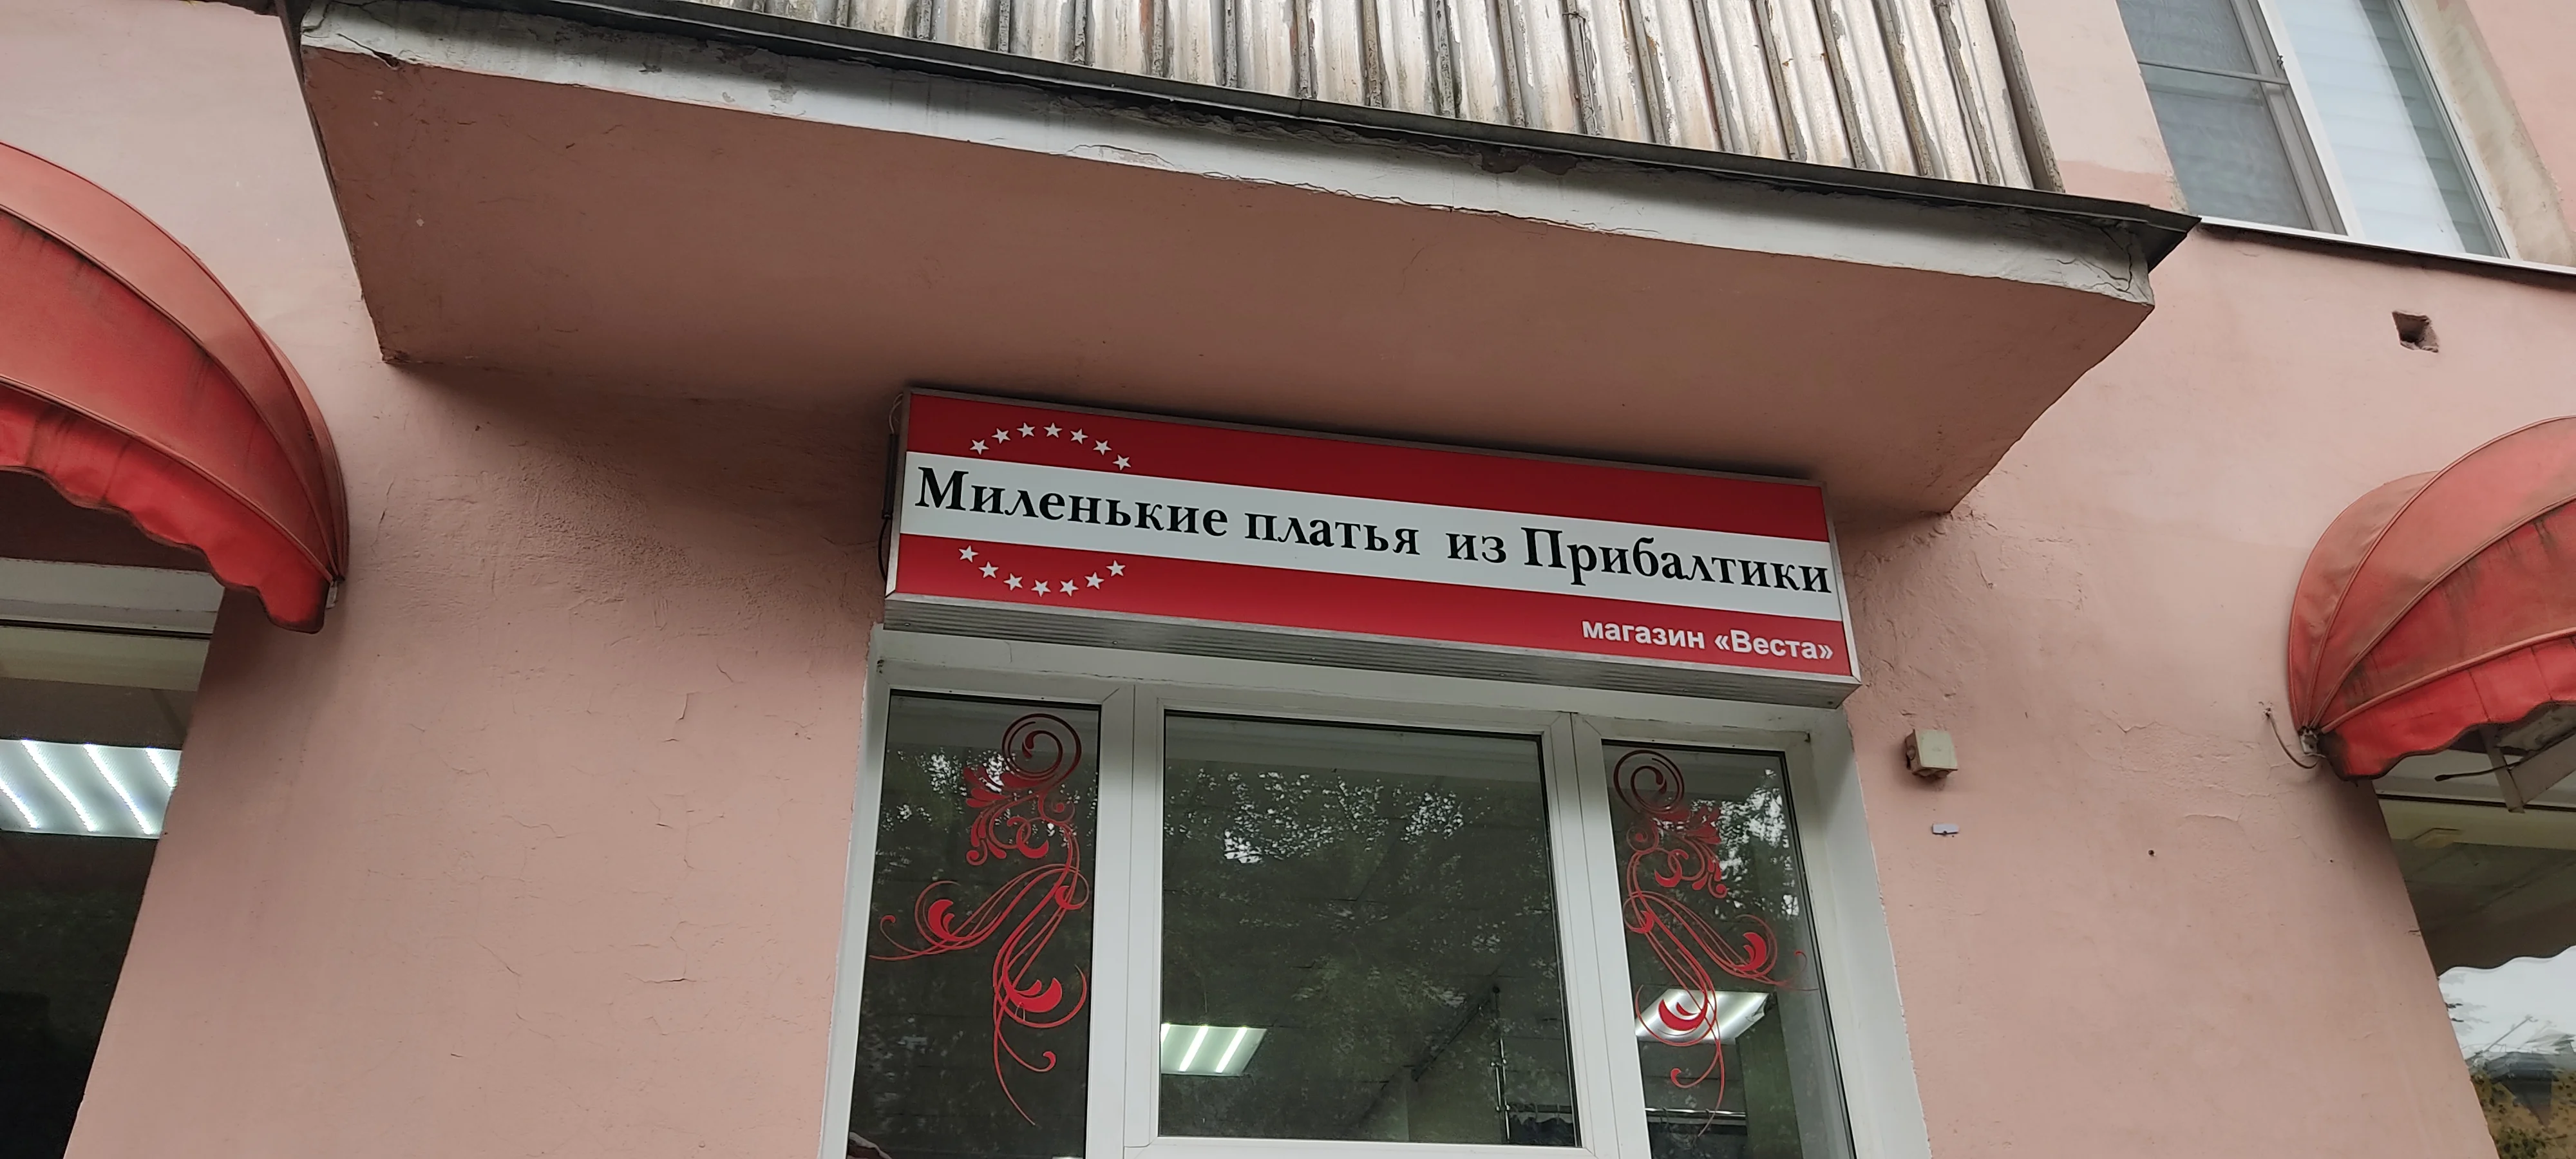 Миленькие платья из Прибалтики
магазин «Веста»